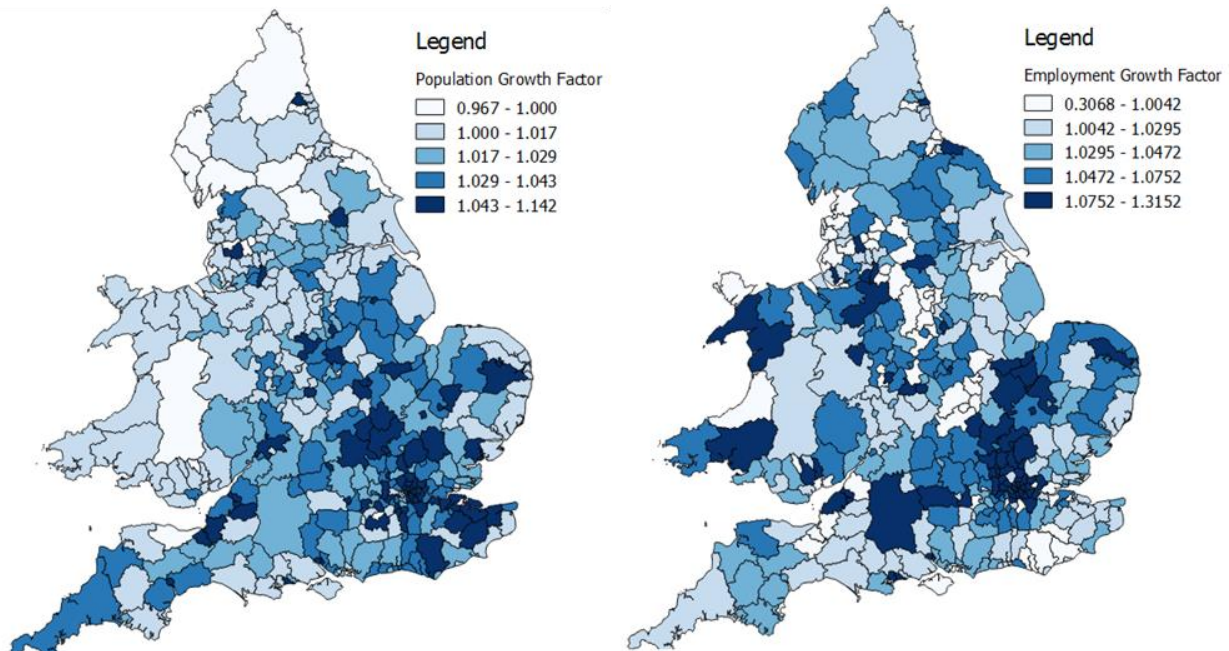 Legend
Population Growth Factor
0.967 - 1.000
1.000 - 1.017
1.017 - 1.029
1.029 - 1.043
1.043 - 1.142
Legend
Employment Growth Factor
0.3068 - 1.0042
1.0042 - 1.0295
1.0295 - 1.0472
1.0472 - 1.0752
1.0752 - 1.3152